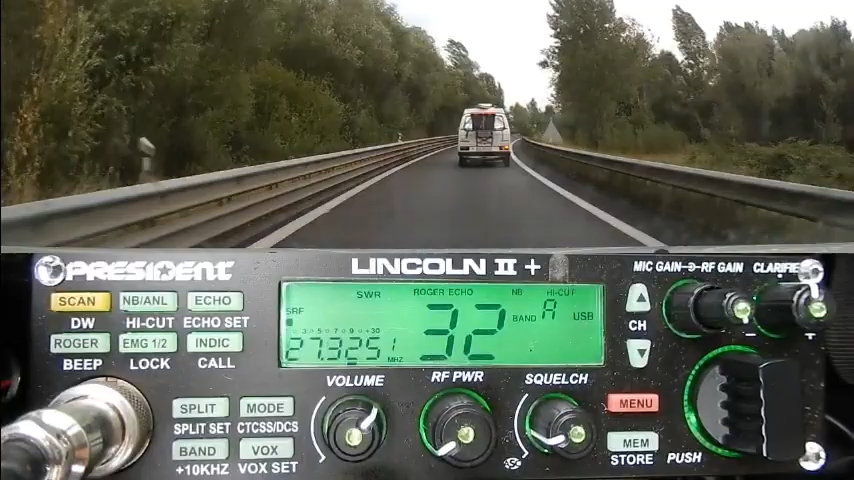 PRESIDENT LINCOLN II + MIC GAIN RF GAIN CLARIFIER
SCAN NB/ANL ECHO
DW HI-CUT ECHO SET
ROGER EMG 1/2 INDIC
BEEP LOCK CALL
SWR ROGER ECHO NB HI-CUT
SRF
BAND A USB
MHZ 32
CH
VOLUME RF PWR SQUELCH
SPLIT MODE
SPLIT SET CTCSS/DCS
BAND VOX
+10KHZ VOX SET
MENU
MEM
STORE
PUSH
ASC